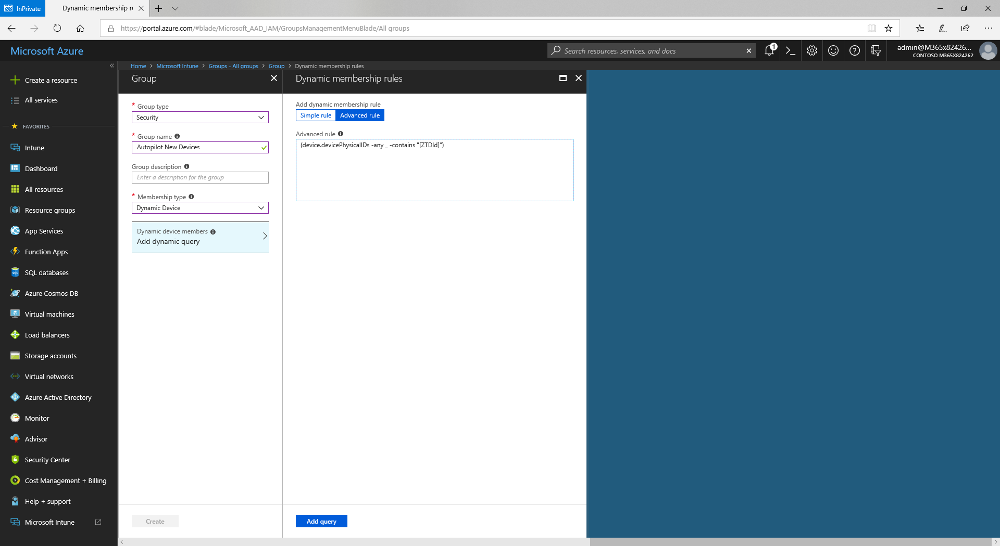 InPrivate
Dynamic membership r
https://portal.azure.com/#blade/Microsoft_AAD_IAM/GroupsManagementMenuBlade/All groups
Microsoft Azure
Search resources, services, and docs
1
admin@M365x82426...
CONTOSO M365X824262
Home > Microsoft Intune > Groups - All groups > Group > Dynamic membership rules
Create a resource
All services
FAVORITES
Intune
Dashboard
All resources
Resource groups
App Services
Function Apps
SQL databases
Azure Cosmos DB
Virtual machines
Load balancers
Storage accounts
Virtual networks
Azure Active Directory
Monitor
Advisor
Security Center
Cost Management + Billing
Help + support
Microsoft Intune
Group
* Group type
Security
* Group name
Autopilot New Devices
Group description
Enter a description for the group
* Membership type
Dynamic Device
Dynamic device members
Add dynamic query
Create
Dynamic membership rules
Add dynamic membership rule
Simple rule Advanced rule
Advanced rule
(device.devicePhysicalIDs -any _ -contains "[ZTDId]")
Add query